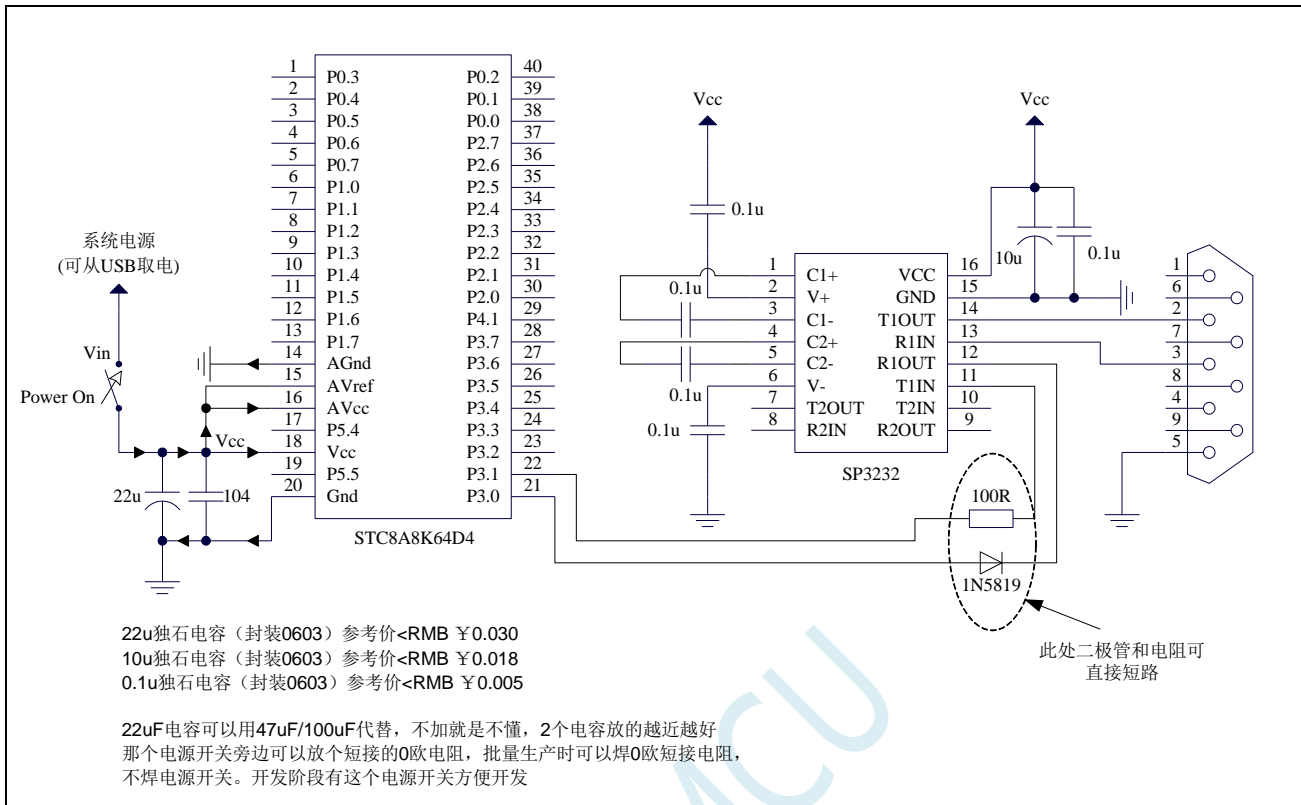 1 P0.3 P0.2 40
2 P0.4 P0.1 39
3 P0.5 P0.0 38
4 P0.6 P2.7 37
5 P0.7 P2.6 36
6 P1.0 P2.5 35
7 P1.1 P2.4 34
8 P1.2 P2.3 33
9 P1.3 P2.2 32
10 P1.4 P2.1 31
11 P1.5 P2.0 30
12 P1.6 P4.1 29
13 P1.7 P3.7 28
14 AGnd P3.6 27
15 AVref P3.5 26
16 AVcc P3.4 25
17 P5.4 P3.3 24
18 Vcc P3.2 23
19 P5.5 P3.1 22
20 Gnd P3.0 21
STC8A8K64D4
系统电源
(可从USB取电)
Vin
Power On
Vcc
22u
104
Vcc
0.1u
0.1u
0.1u
0.1u
Vcc
10u
0.1u
1 C1+ VCC 16
2 V+ GND 15
3 C1- T1OUT 14
4 C2+ R1IN 13
5 C2- R1OUT 12
6 V- T1IN 11
7 T2OUT T2IN 10
8 R2IN R2OUT 9
SP3232
1
6
2
7
3
8
4
9
5
100R
1N5819
此处二极管和电阻可
直接短路
22u独石电容（封装0603）参考价<RMB ￥0.030
10u独石电容（封装0603）参考价<RMB ￥0.018
0.1u独石电容（封装0603）参考价<RMB ￥0.005
22uF电容可以用47uF/100uF代替，不加就是不懂，2个电容放的越近越好
那个电源开关旁边可以放个短接的0欧电阻，批量生产时可以焊0欧短接电阻，
不焊电源开关。开发阶段有这个电源开关方便开发
MCU